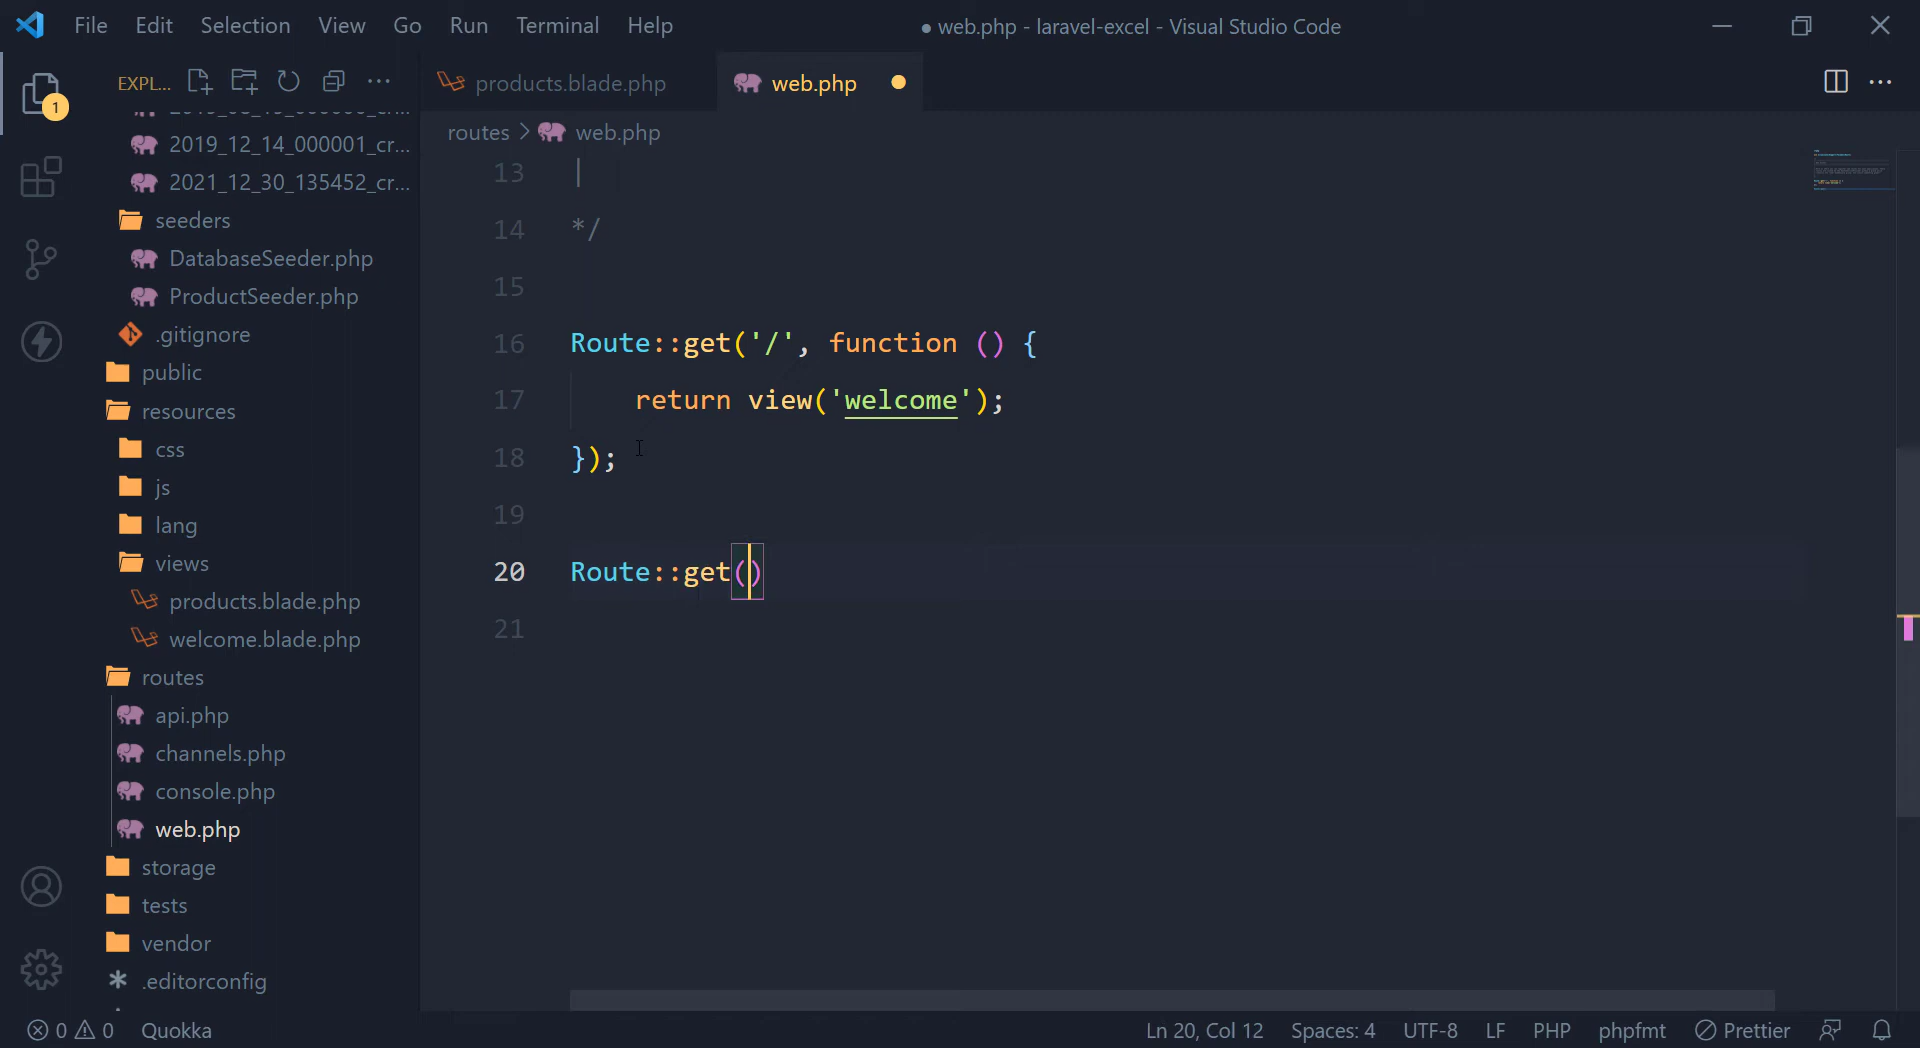 File Edit Selection View Go Run Terminal Help
● web.php - laravel-excel - Visual Studio Code
1
EXPL...
2019_12_14_000001_cr...
2021_12_30_135452_cr...
seeders
DatabaseSeeder.php
ProductSeeder.php
.gitignore
public
resources
css
js
lang
views
products.blade.php
welcome.blade.php
routes
api.php
channels.php
console.php
web.php
storage
tests
vendor
.editorconfig
products.blade.php
web.php
routes > web.php
13 |
14 */
15
16 Route::get('/', function () {
17 return view('welcome');
18 });
19
20 Route::get()
21
0 0 Quokka
Ln 20, Col 12 Spaces: 4 UTF-8 LF PHP phpfmt Prettier